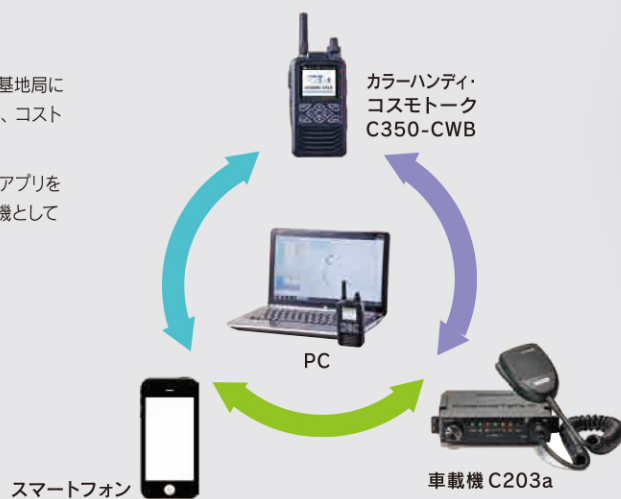 基地局に
、コスト
アプリを
機として
カラーハンディ・
コスモトーク
C350-CWB
PC
スマートフォン
車載機 C203a